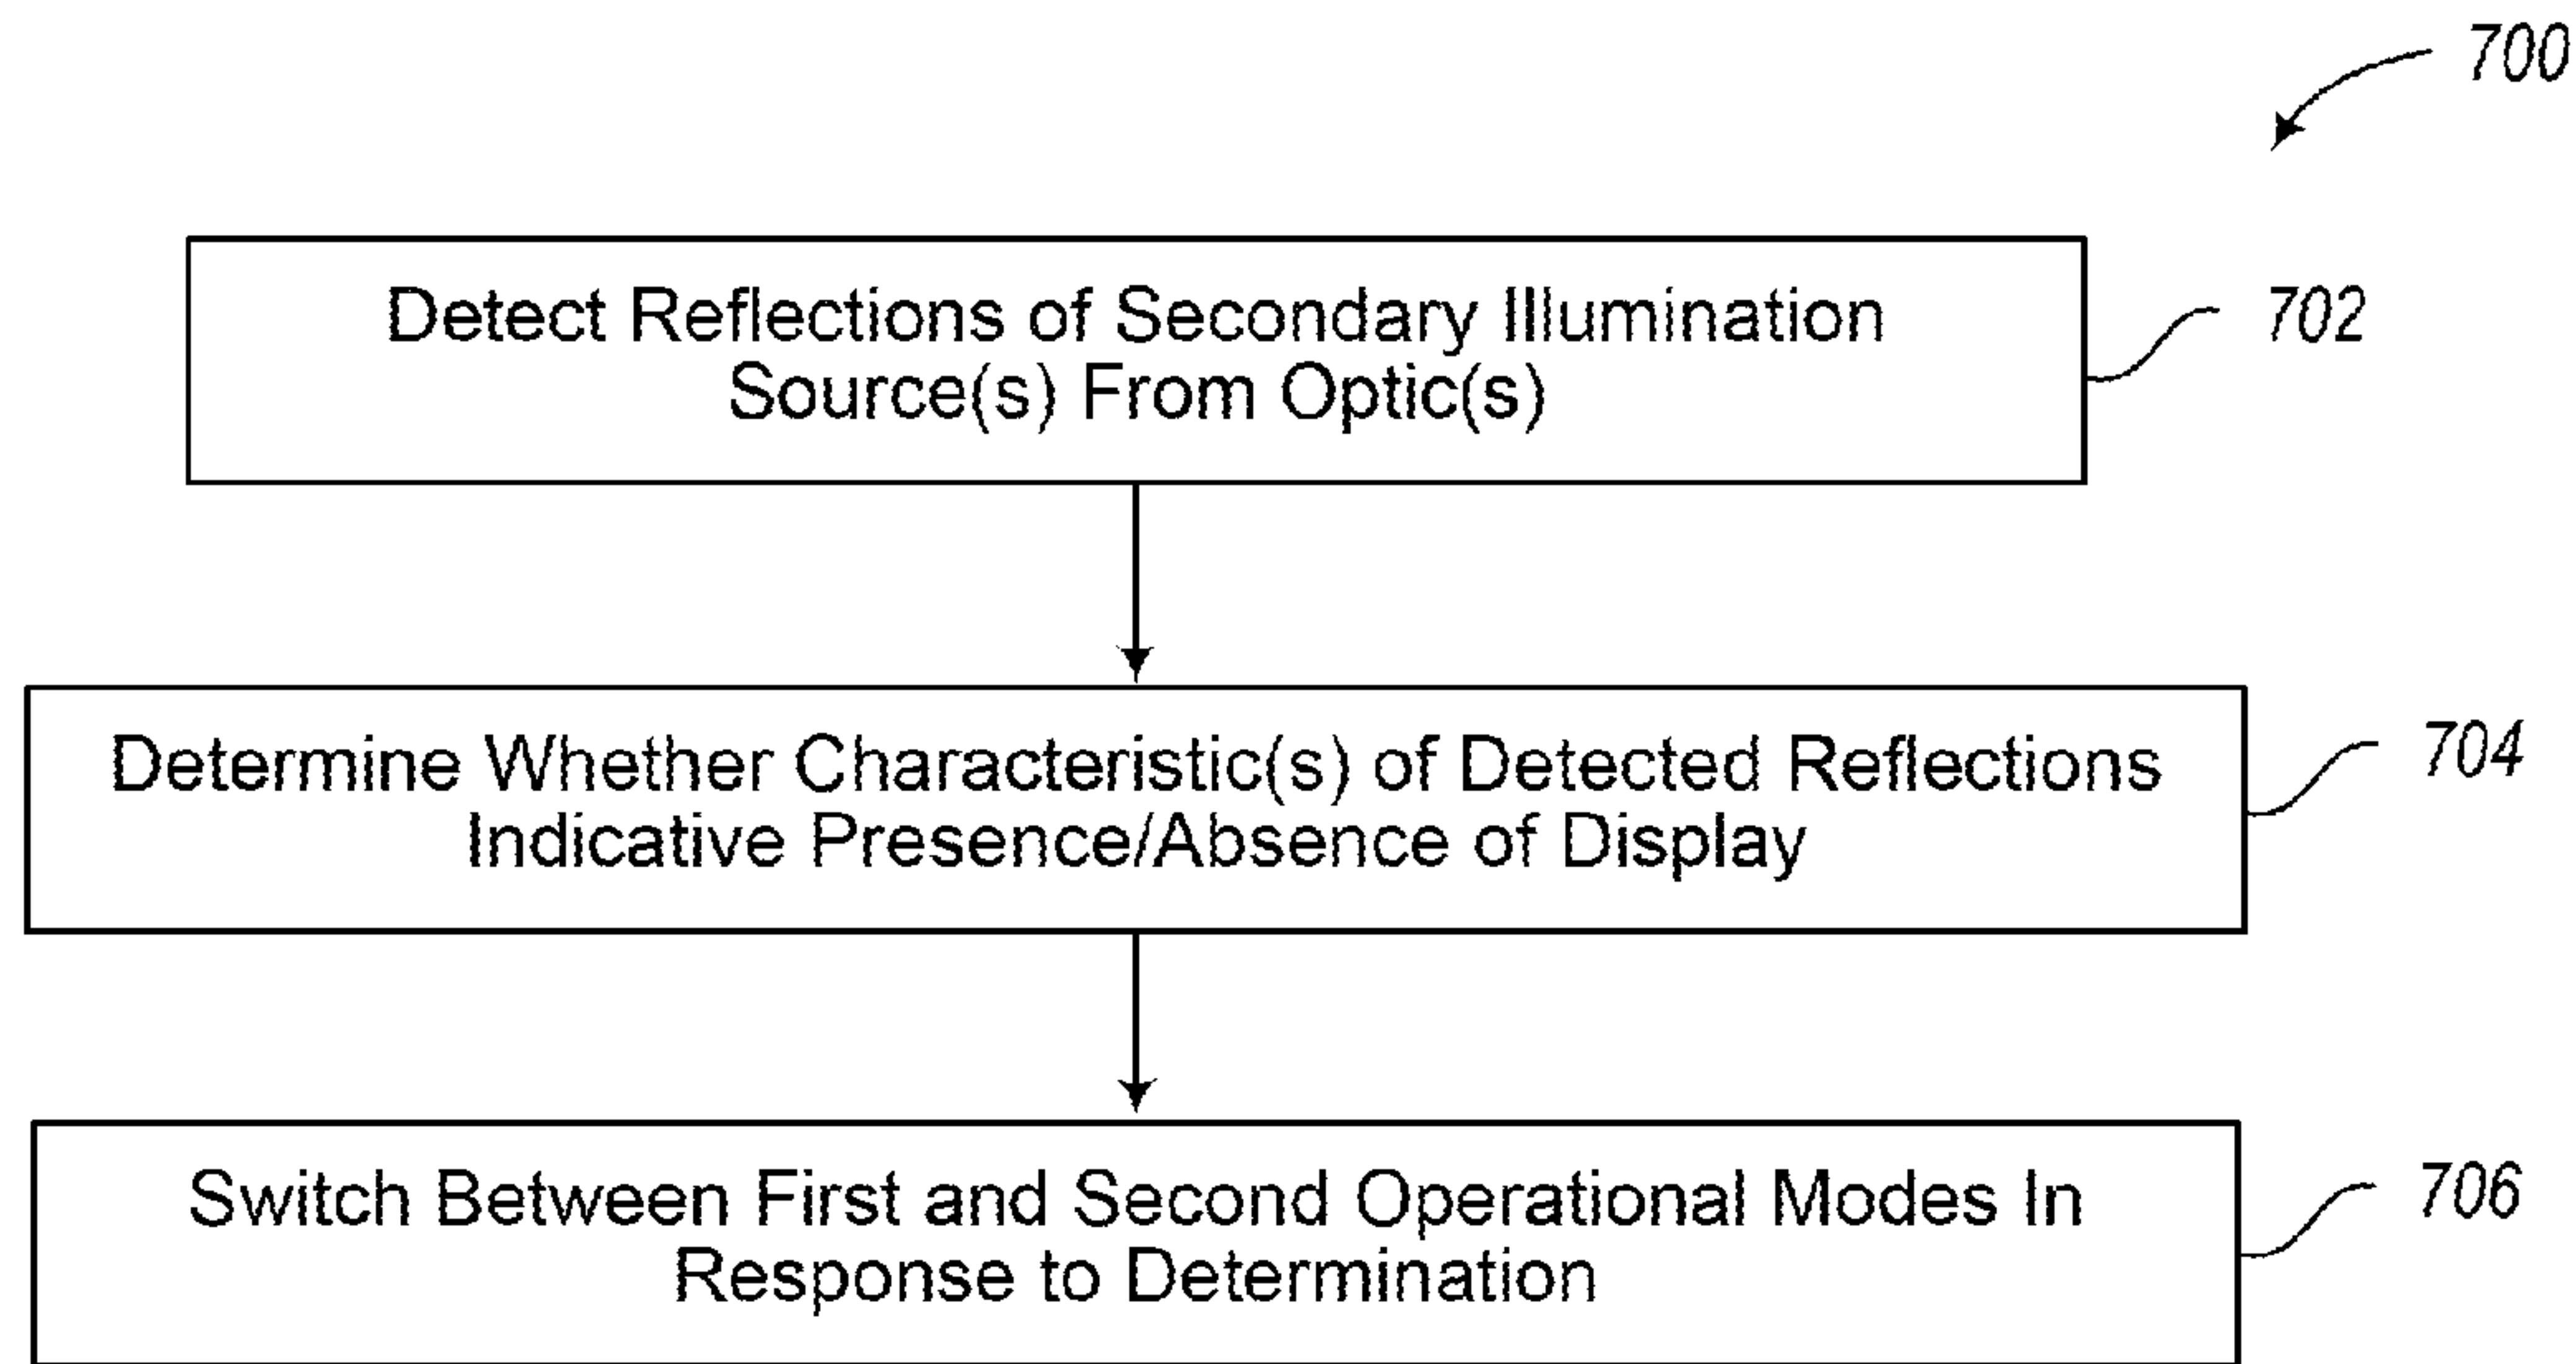 700
Detect Reflections of Secondary Illumination
Source(s) From Optic(s)
702
Determine Whether Characteristic(s) of Detected Reflections
Indicative Presence/Absence of Display
704
Switch Between First and Second Operational Modes In
Response to Determination
706